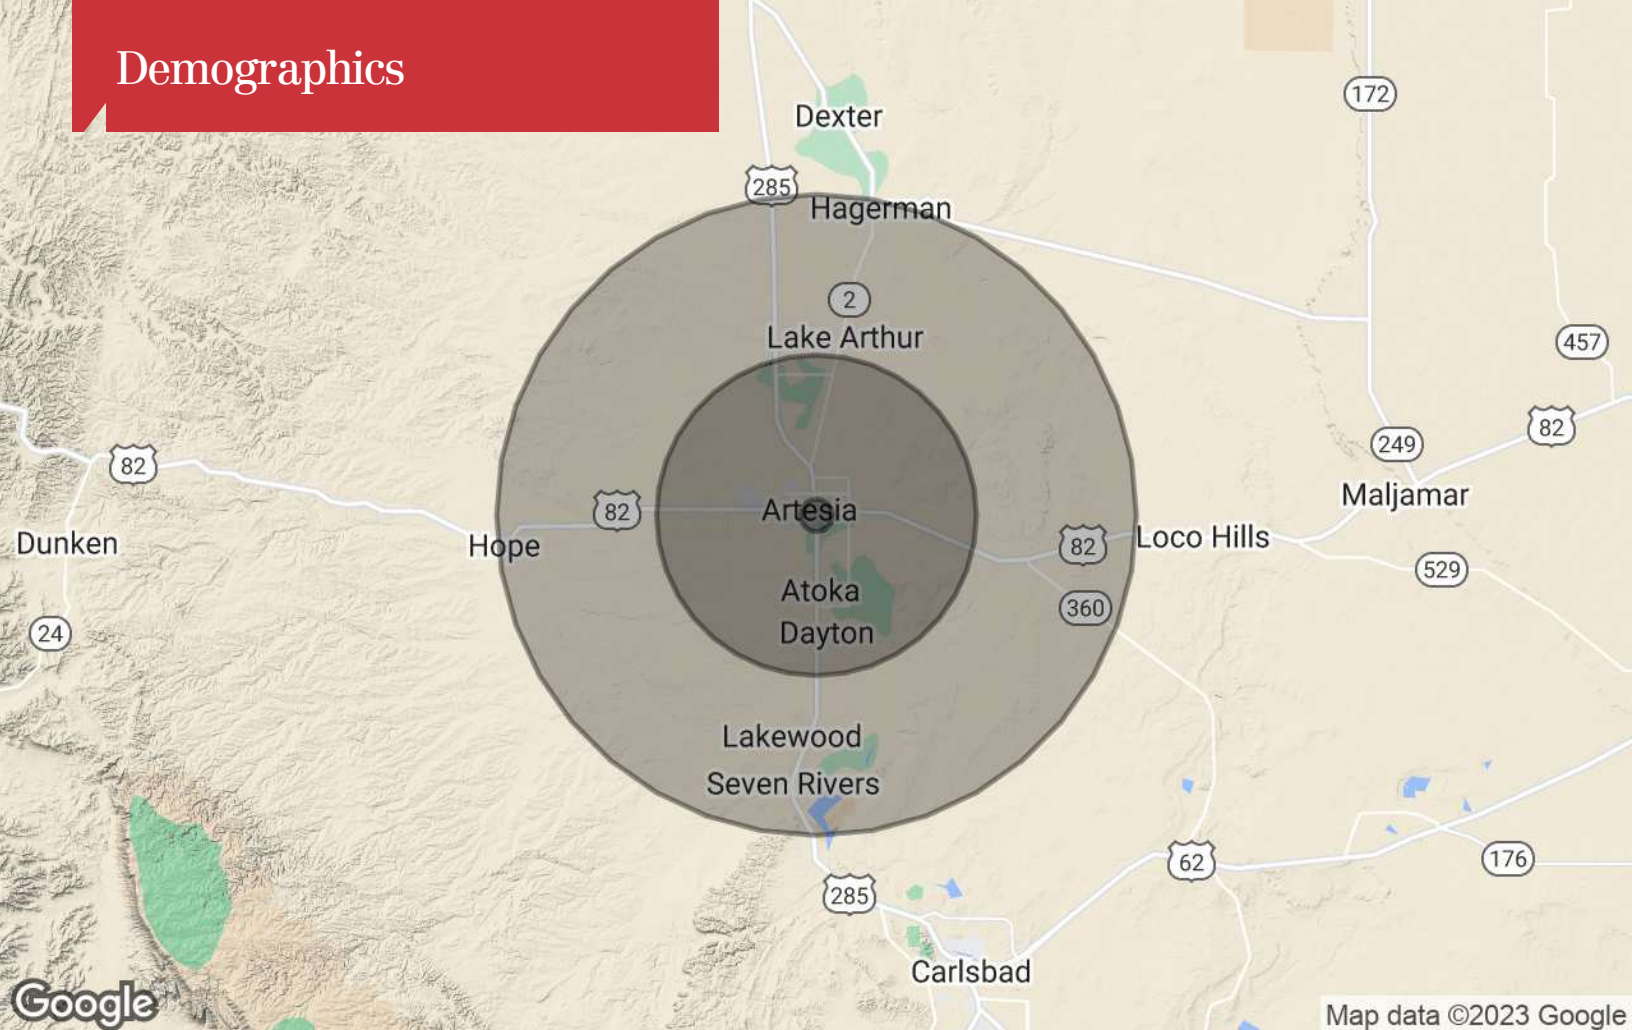 Demographics
172
Dexter
285
Hagerman
2
Lake Arthur
457
82
249
82
Maljamar
82
Artesia
Dunken
Hope
82
Loco Hills
529
Atoka
360
24
Dayton
Lakewood
Seven Rivers
62
176
285
Carlsbad
Google
Map data ©2023 Google